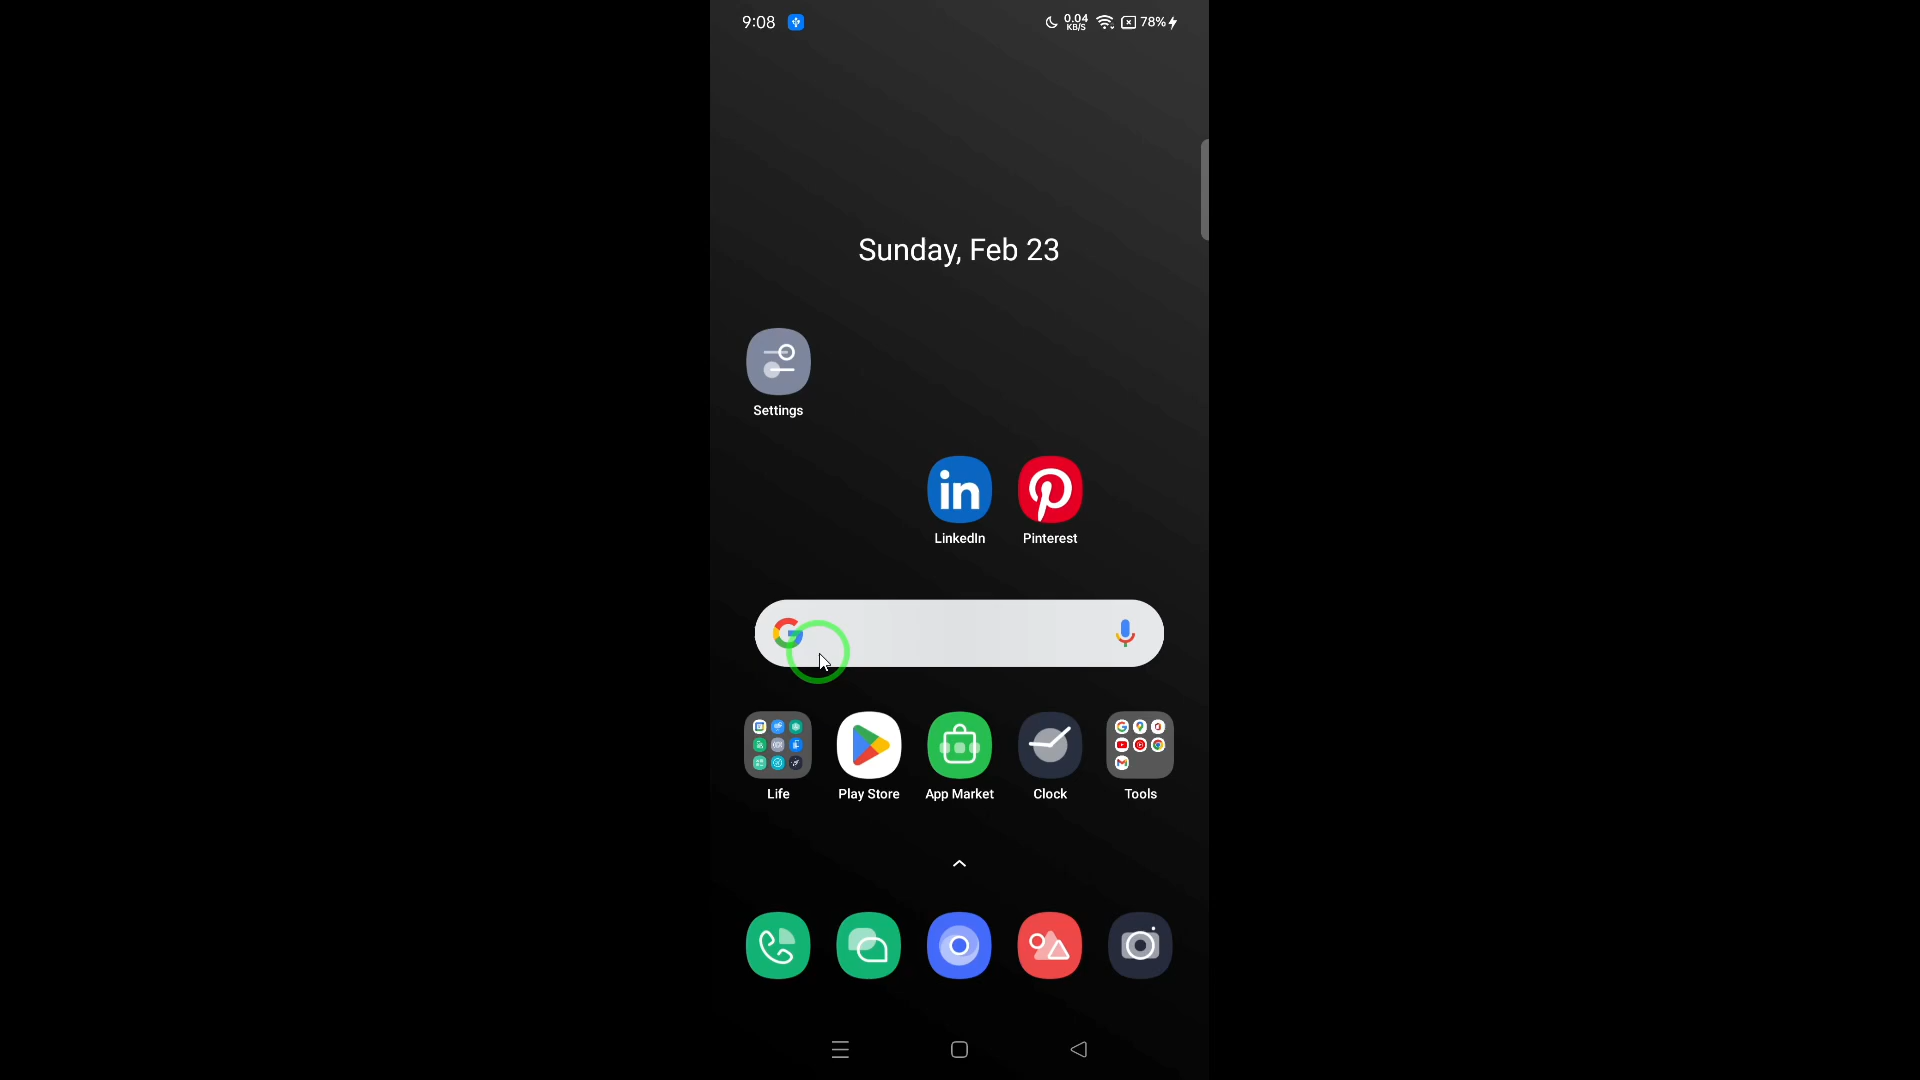 9:08
0.04
KB/S
78%
Sunday, Feb 23
Settings
in
LinkedIn
Pinterest
Life
Play Store
App Market
Clock
Tools